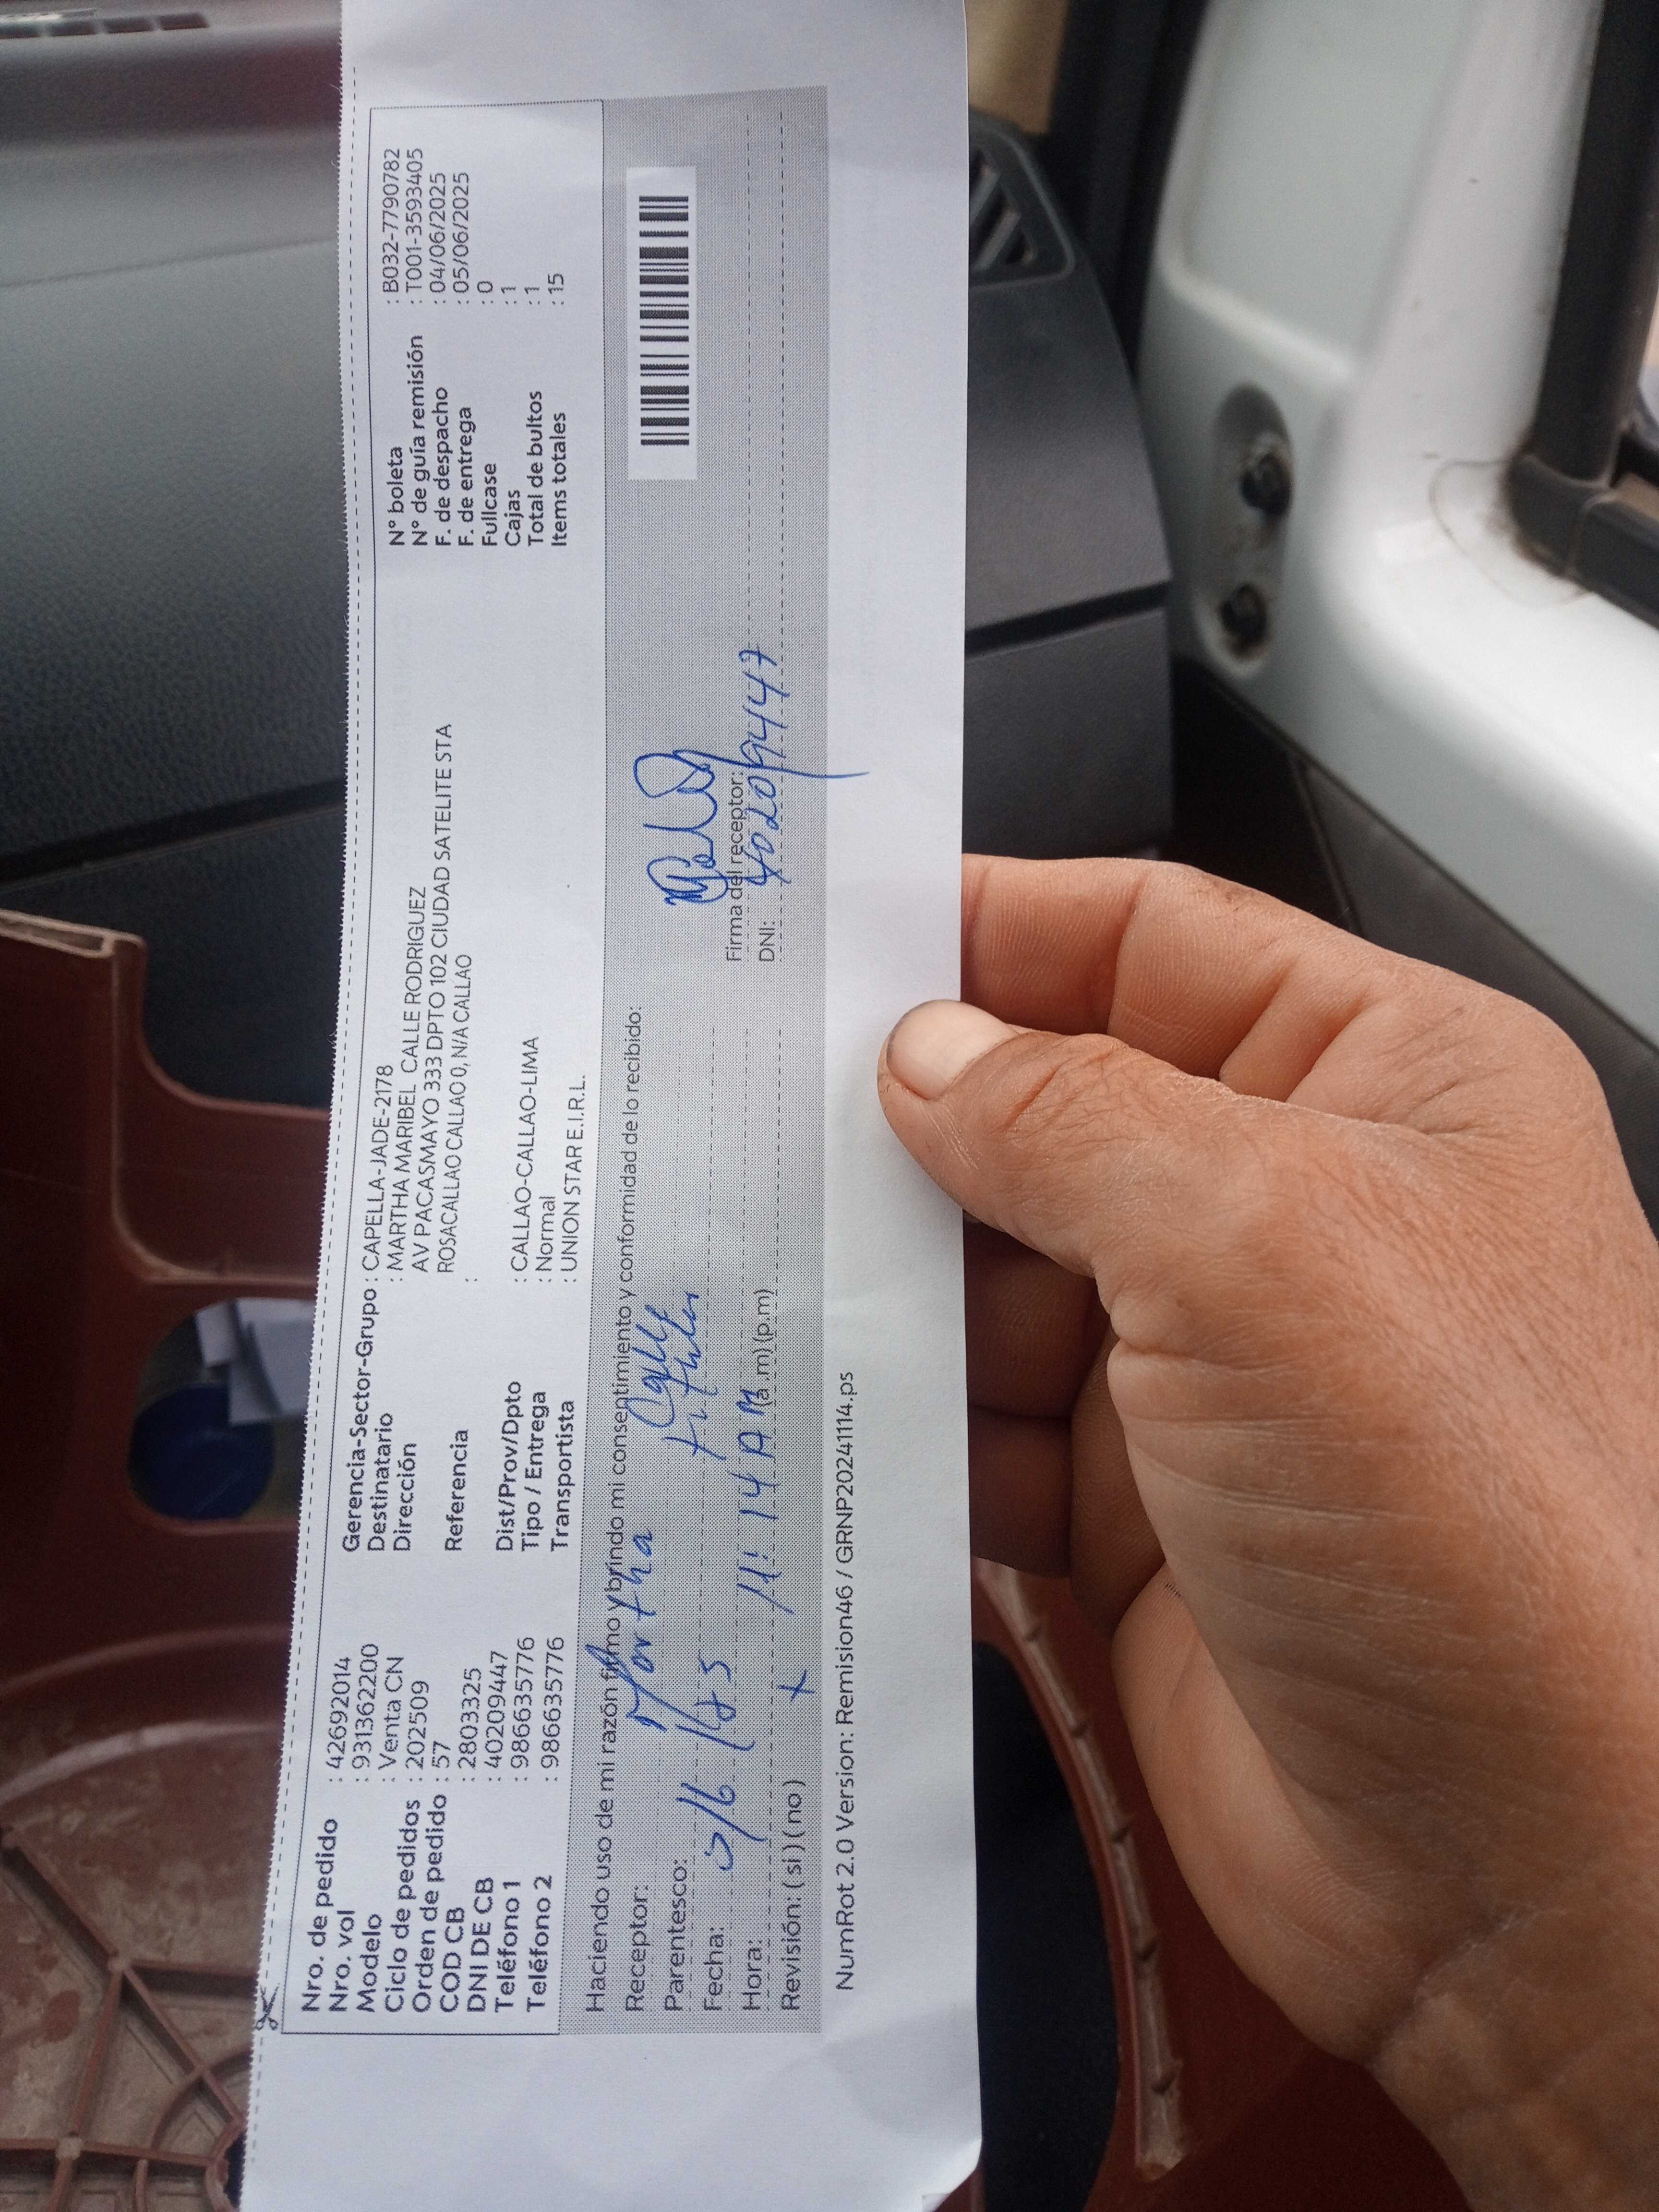 Nro. de pedido : 42692014
Nro. vol : 931362200
Modelo : Venta CN
Ciclo de pedidos : 202509
Orden de pedido : 57
COD CB : 2803325
DNI DE CB : 40209447
Teléfono 1 : 986635776
Teléfono 2 : 986635776
Gerencia-Sector-Grupo : CAPELLA-JADE-2178
Destinatario : MARTHA MARIBEL CALLE RODRIGUEZ
Dirección AV PACASMAYO 333 DPTO 102 CIUDAD SATELITE STA
ROSACALLAO CALLAO 0, N/A CALLAO
Referencia :
Dist/Prov/Dpto : CALLAO-CALLAO-LIMA
Tipo / Entrega : Normal
Transportista : UNION STAR E.I.R.L.
N° boleta : B032-7790782
N° de guía remisión : T001-3593405
F. de despacho : 04/06/2025
F. de entrega : 05/06/2025
Fullcase : 0
Cajas : 1
Total de bultos : 1
Items totales : 15
Haciendo uso de mi razón firmo y brindo mi consentimiento y conformidad de lo recibido:
Receptor: Martha Calle
Parentesco: titular
Fecha: 5/6
Hora: 11:14 AM (a.m) (p.m)
Revisión: (si) (no) x
Firma del receptor:
DNI: 40209447
NumRot 2.0 Version: Remision46 / GRNP20241114.ps